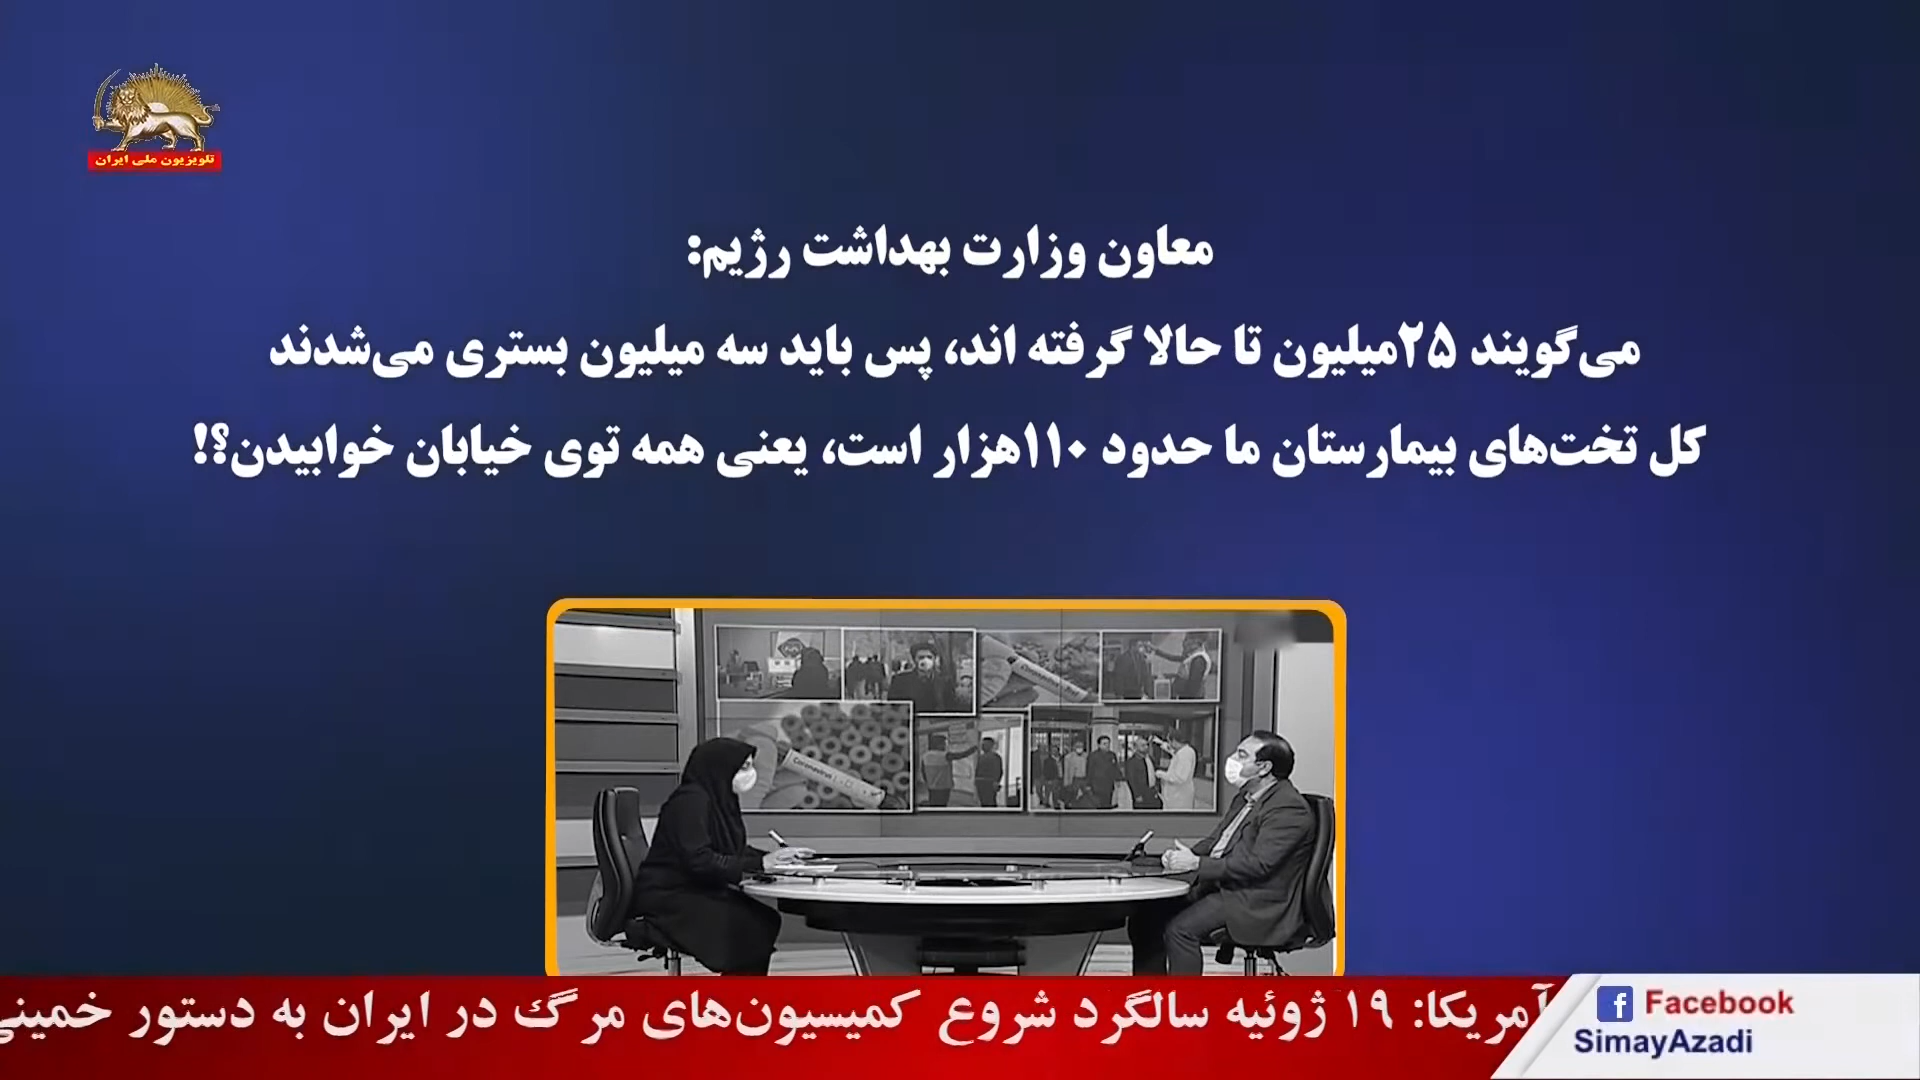 تلویزیون ملی ایران
معاون وزارت بهداشت رژیم:
می‌گویند ۲۵میلیون تا حالا گرفته اند، پس باید سه میلیون بستری می‌شدند
کل تخت‌های بیمارستان ما حدود ۱۱۰هزار است، یعنی همه توی خیابان خوابیدن؟!
Coronavirus
آمریکا: ۱۹ ژوئیه سالگرد شروع کمیسیون‌های مرگ در ایران به دستور خمینی
Facebook
SimayAzadi